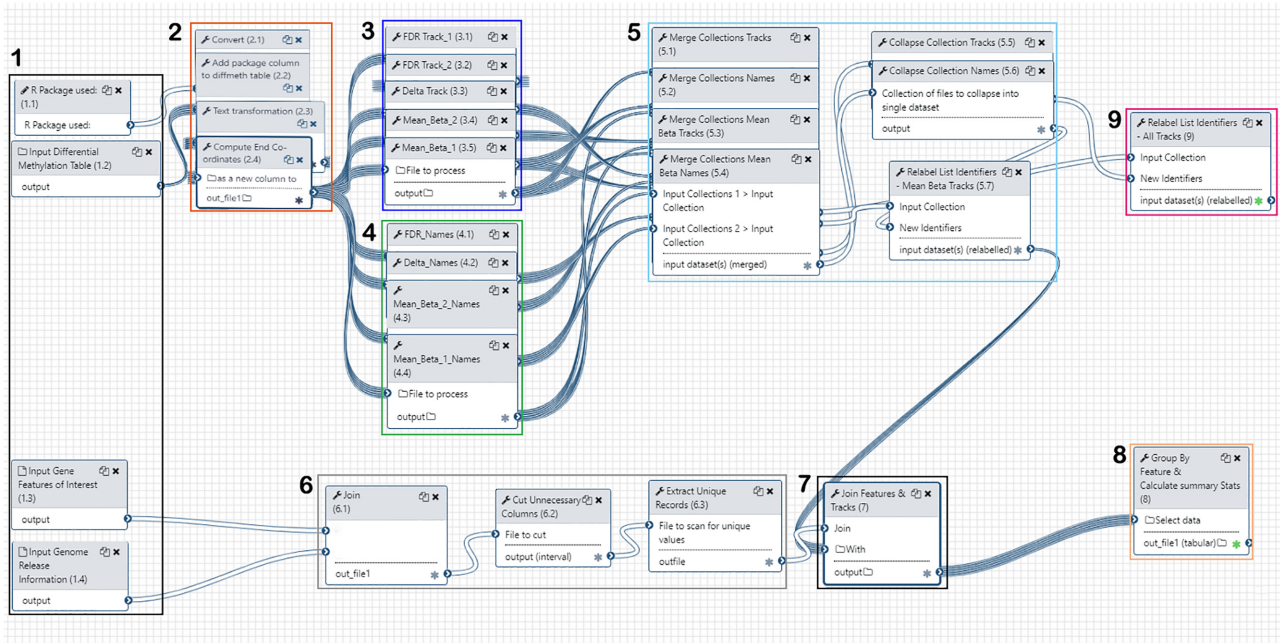 1
R Package used:
(1.1)
R Package used:
Input Differential
Methylation Table (1.2)
output
Input Gene
Features of Interest
(1.3)
output
Input Genome
Release
Information (1.4)
output
2
Convert (2.1)
Add package column
to diffmeth table (2.2)
Text transformation (2.3)
Compute End Co-
ordinates (2.4)
as a new column to
out_file1
3
FDR Track_1 (3.1)
FDR Track_2 (3.2)
Delta Track (3.3)
Mean_Beta_2 (3.4)
Mean_Beta_1 (3.5)
File to process
output
4
FDR_Names (4.1)
Delta_Names (4.2)
Mean_Beta_2_Names
(4.3)
Mean_Beta_1_Names
(4.4)
File to process
output
5
Merge Collections Tracks
(5.1)
Merge Collections Names
(5.2)
Merge Collections Mean
Beta Tracks (5.3)
Merge Collections Mean
Beta Names (5.4)
Input Collections 1 > Input
Collection
Input Collections 2 > Input
Collection
input dataset(s) (merged)
Collapse Collection Tracks (5.5)
Collapse Collection Names (5.6)
Collection of files to collapse into
single dataset
output
Relabel List Identifiers
- Mean Beta Tracks (5.7)
Input Collection
New Identifiers
input dataset(s) (relabelled)
6
Join
(6.1)
out_file1
Cut Unnecessary
Columns (6.2)
File to cut
output (interval)
Extract Unique
Records (6.3)
File to scan for unique
values
outfile
7
Join Features &
Tracks (7)
Join
With
output
8
Group By
Feature &
Calculate summary Stats
(8)
Select data
out_file1 (tabular)
9
Relabel List Identifiers
- All Tracks (9)
Input Collection
New Identifiers
input dataset(s) (relabelled)